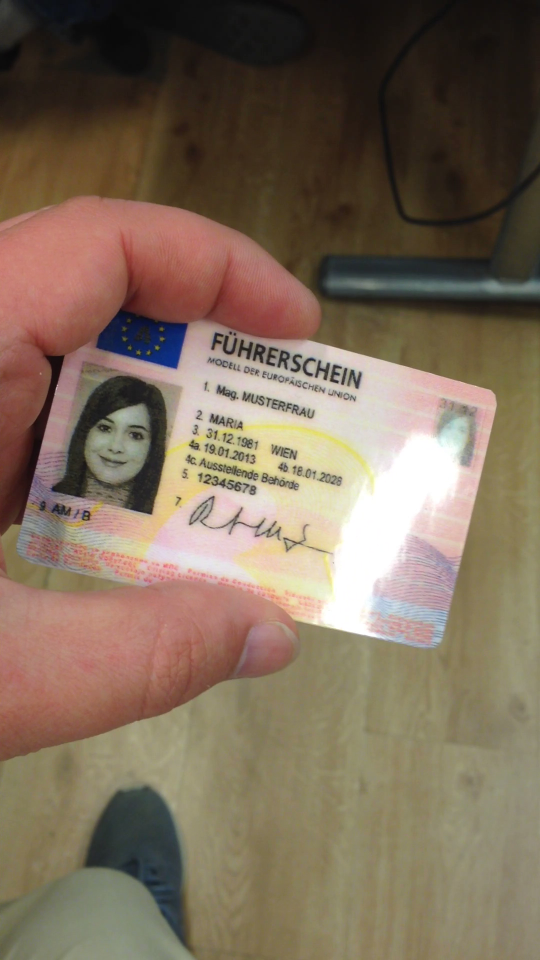 FÜHRERSCHEIN
MODELL DER EUROPÄISCHEN UNION
1. Mag. MUSTERFRAU
2. MARIA
3. 31.12.1981 WIEN
4a. 19.01.2013 4b. 18.01.2028
4c. Ausstellende Behörde
5. 12345678
7.
9. AM / B